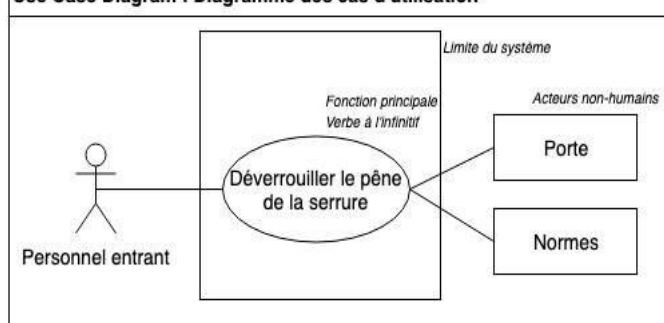 Use Case Diagram : Diagramme des cas d'utilisation
Limite du système
Fonction principale
Verbe à l'infinitif
Acteurs non-humains
Porte
Déverrouiller le pêne
de la serrure
Normes
Personnel entrant